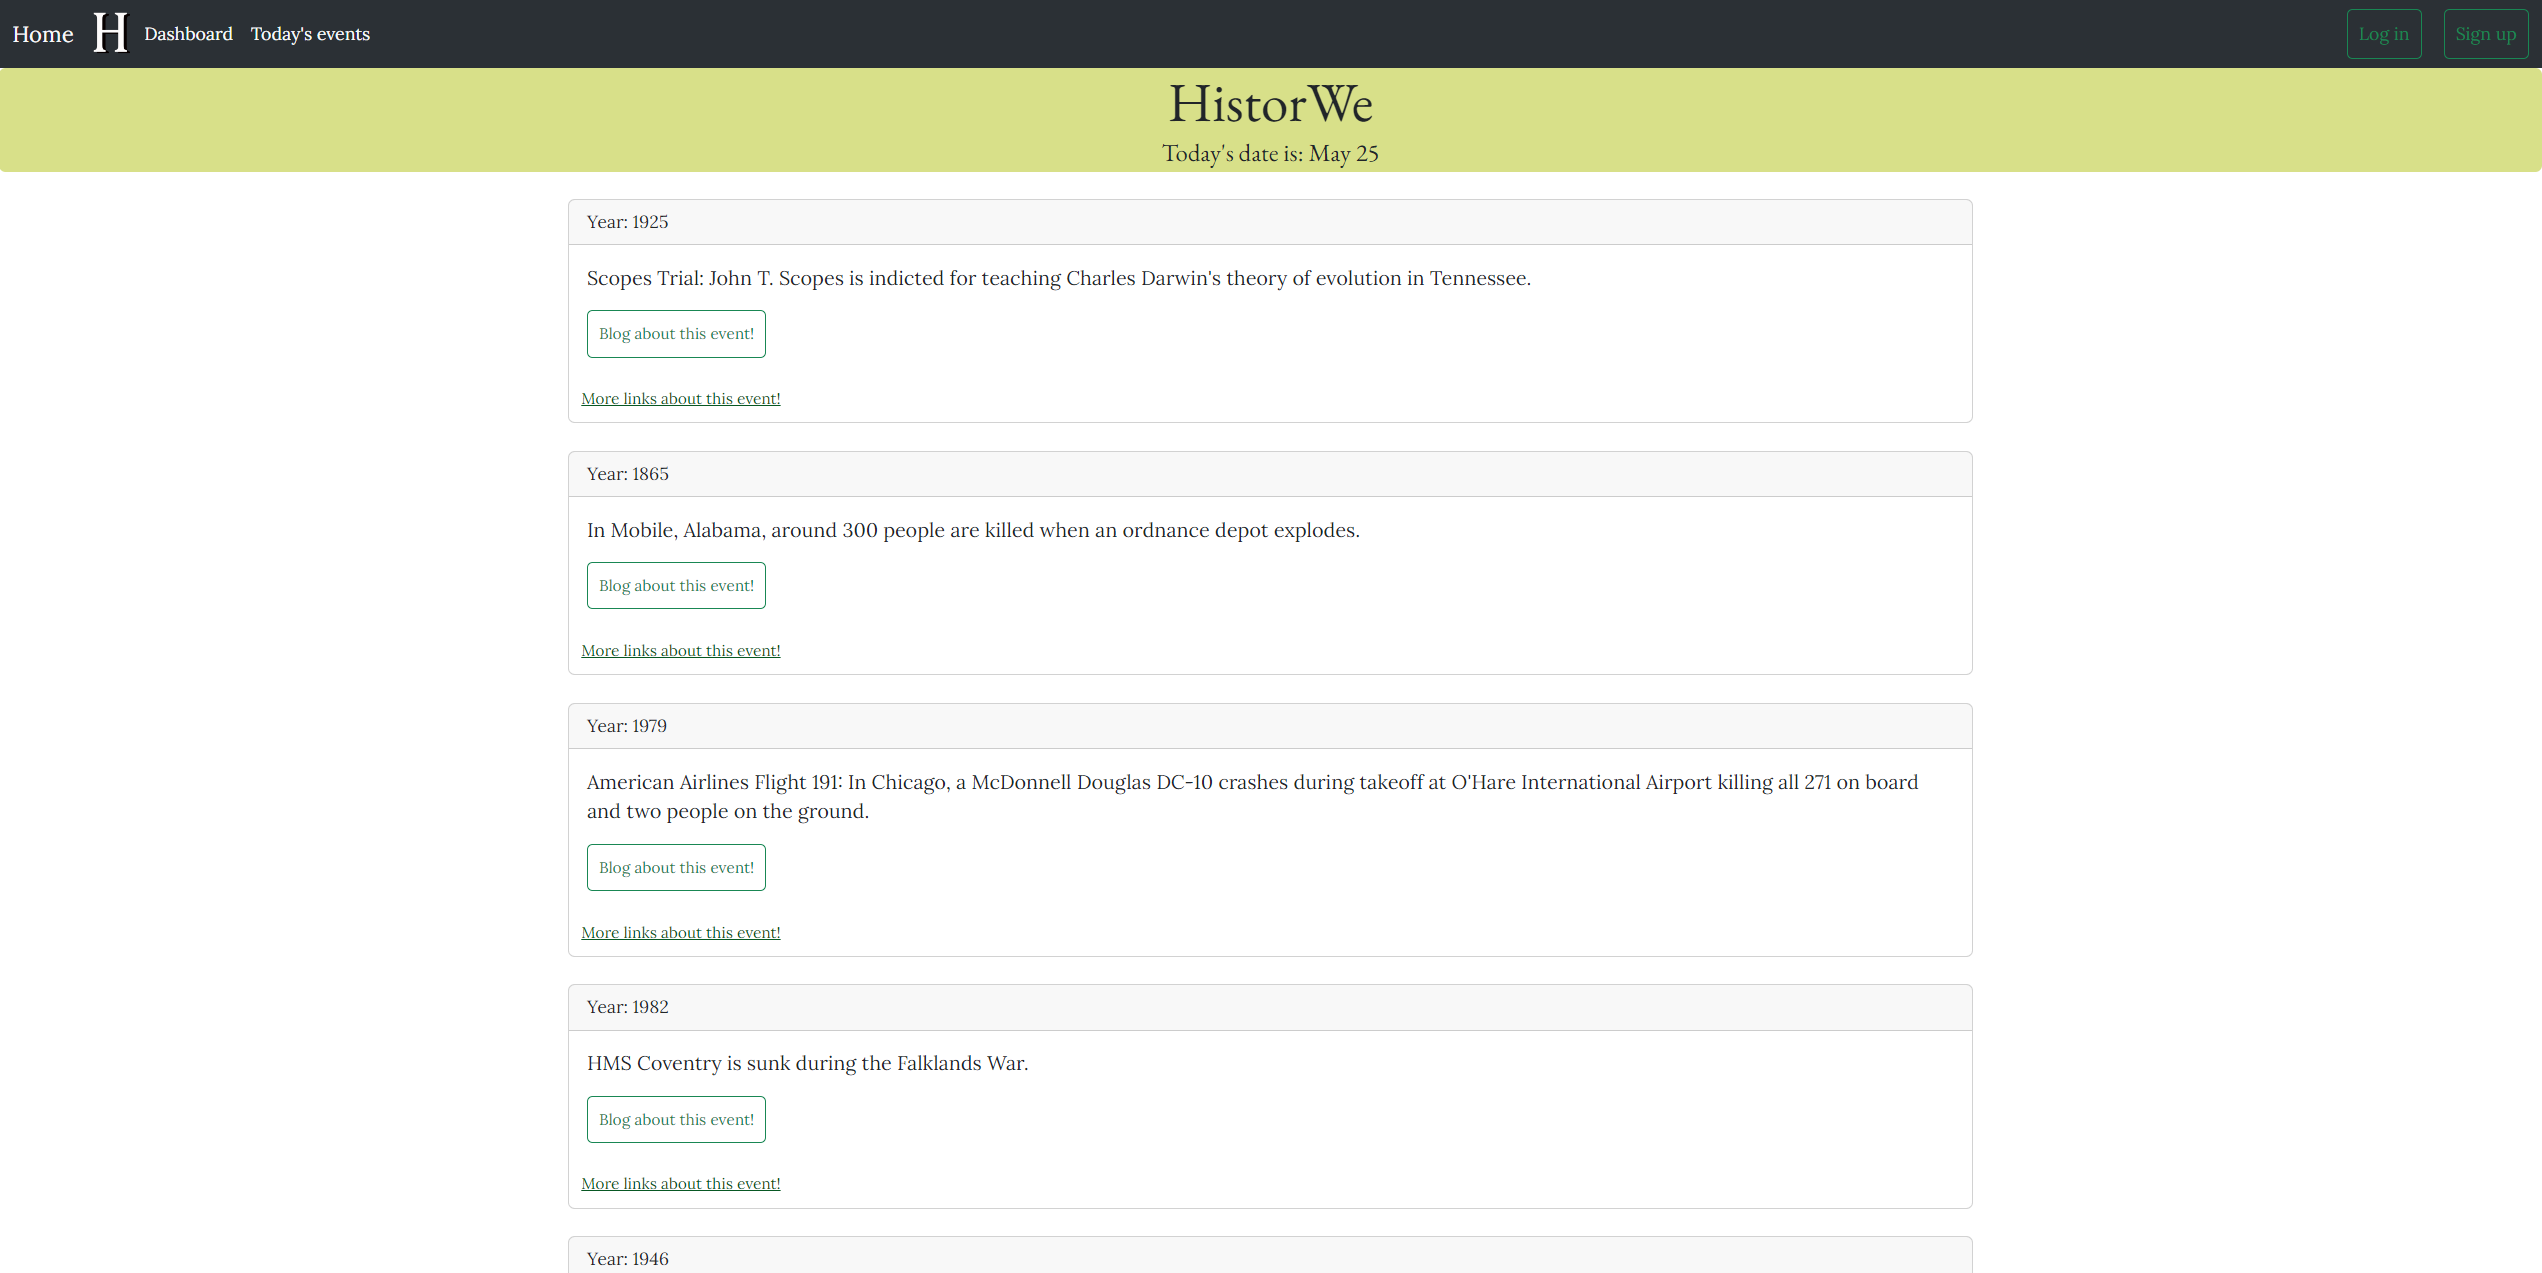 Home H Dashboard Today's events Log in Sign up
HistorWe
Today's date is: May 25
Year: 1925
Scopes Trial: John T. Scopes is indicted for teaching Charles Darwin's theory of evolution in Tennessee.
Blog about this event!
More links about this event!
Year: 1865
In Mobile, Alabama, around 300 people are killed when an ordnance depot explodes.
Blog about this event!
More links about this event!
Year: 1979
American Airlines Flight 191: In Chicago, a McDonnell Douglas DC-10 crashes during takeoff at O'Hare International Airport killing all 271 on board
and two people on the ground.
Blog about this event!
More links about this event!
Year: 1982
HMS Coventry is sunk during the Falklands War.
Blog about this event!
More links about this event!
Year: 1946